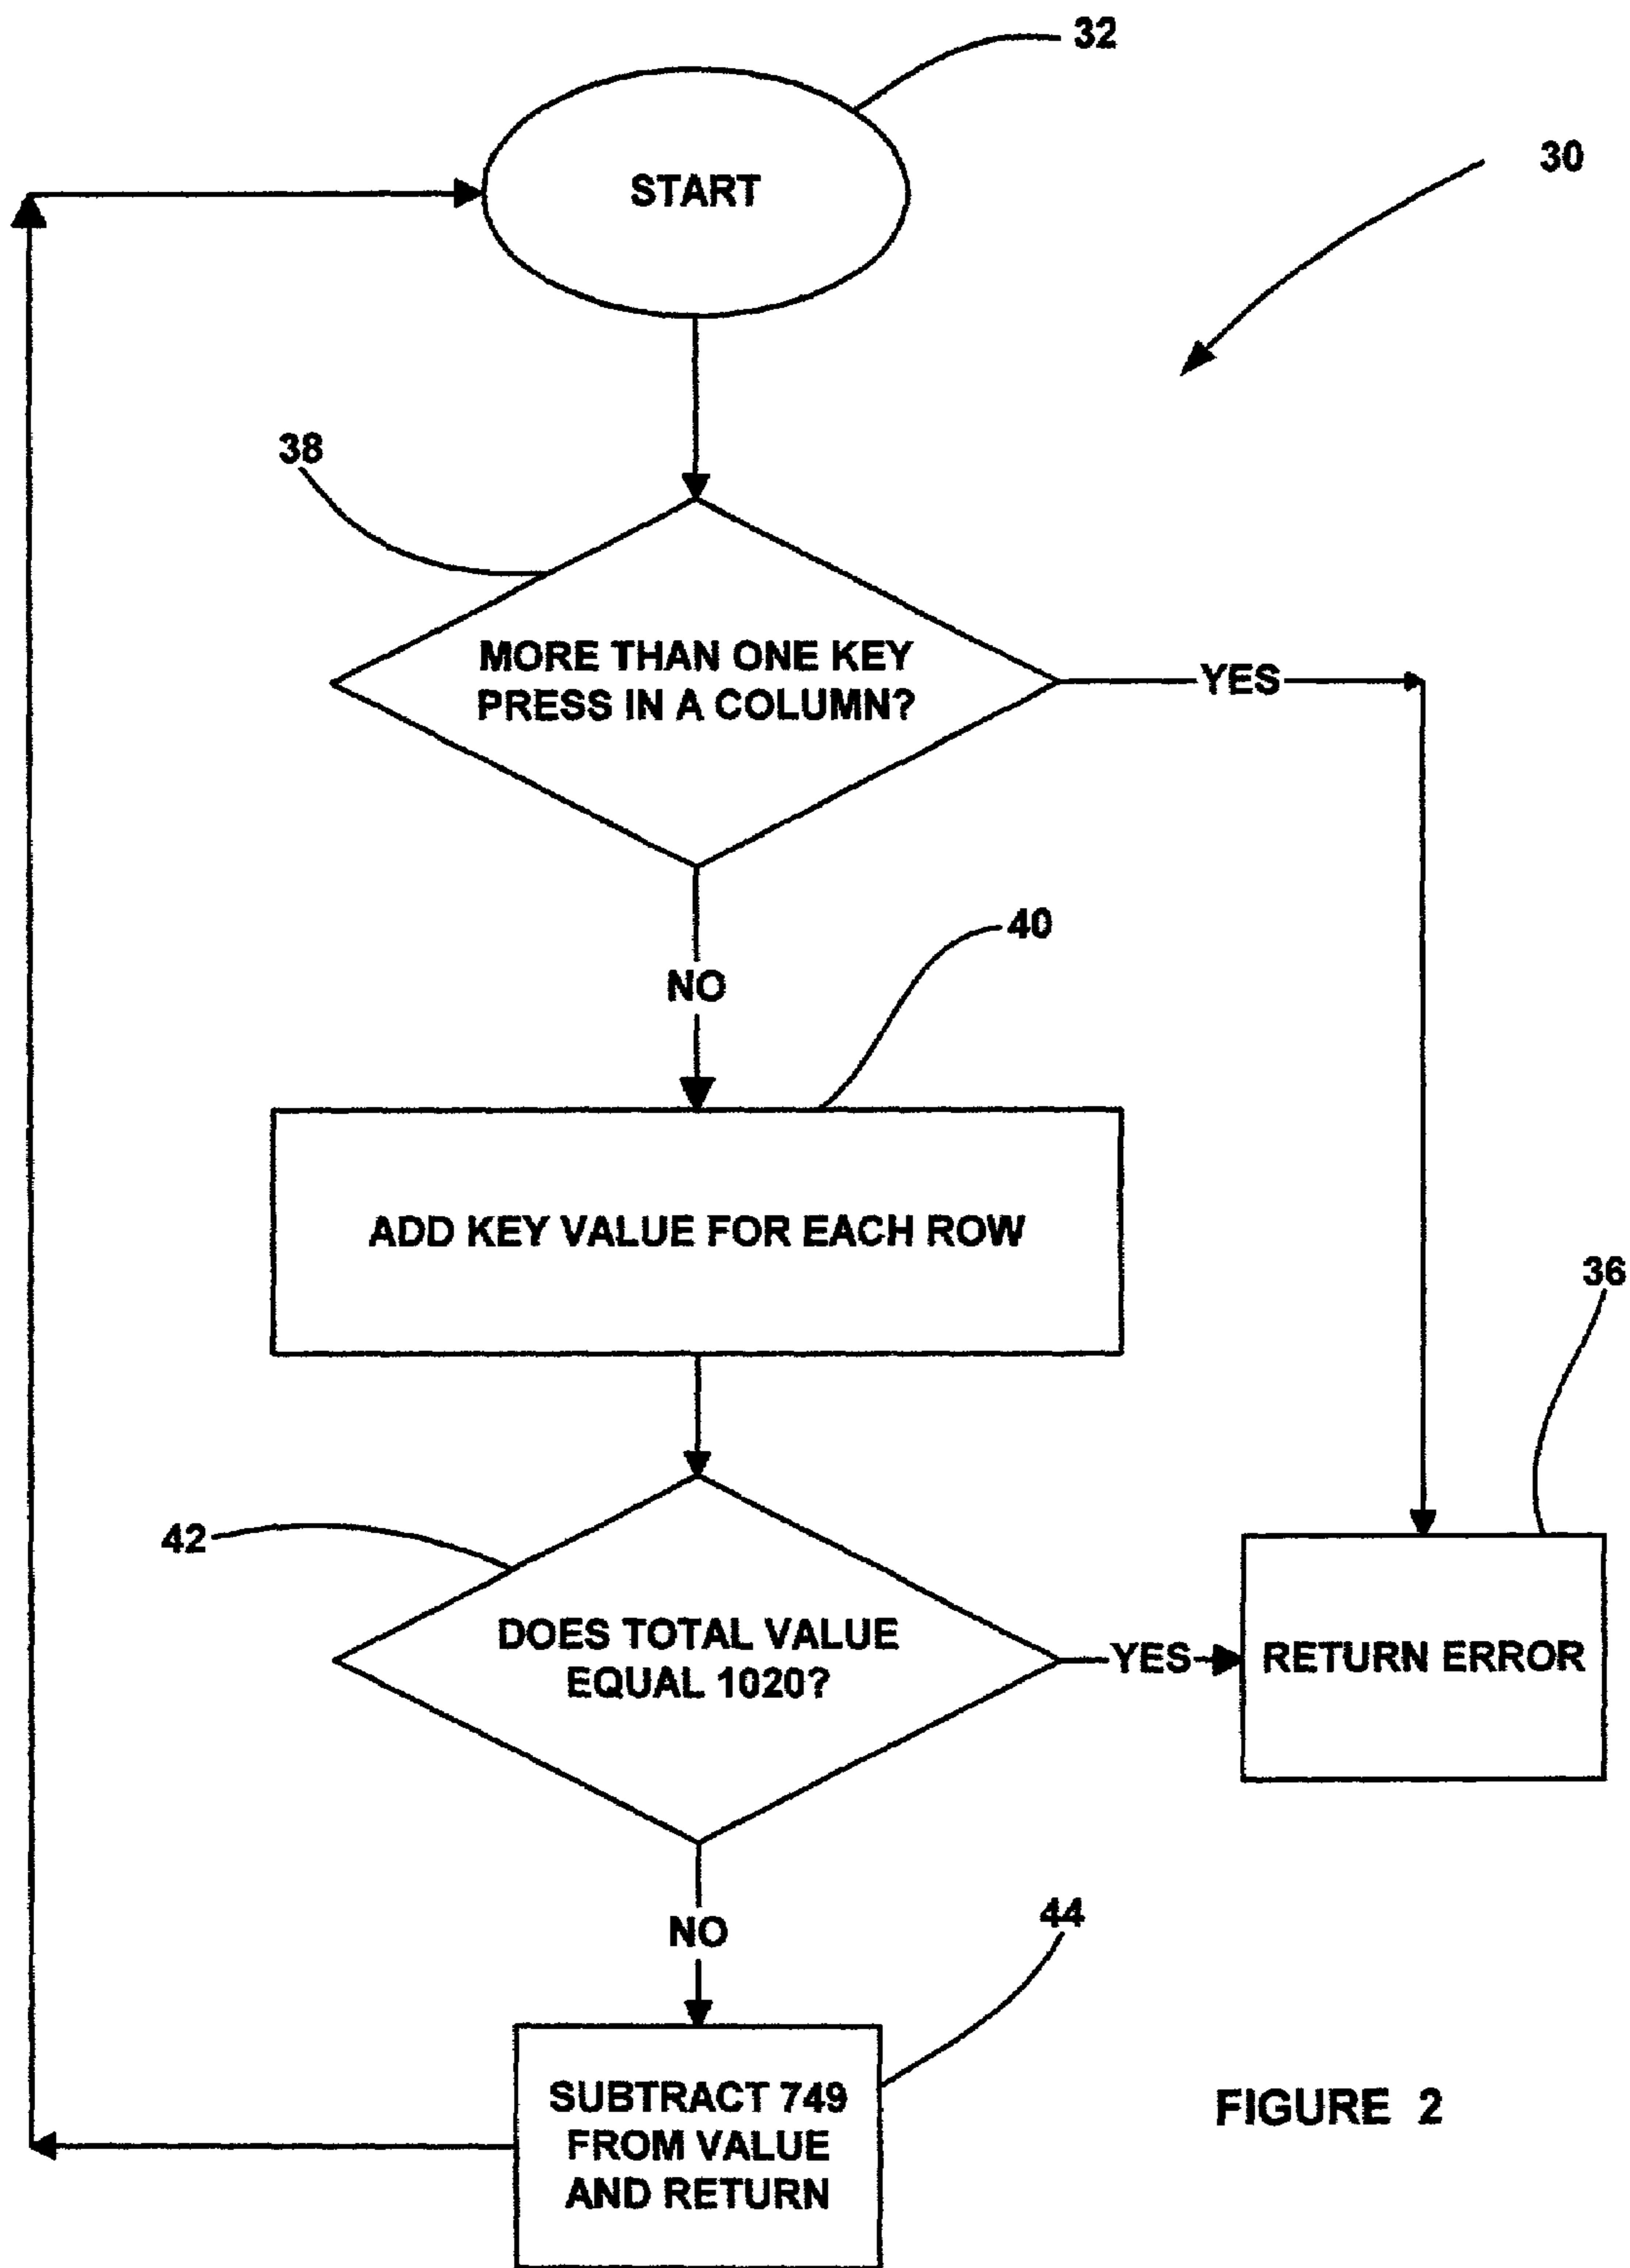 32
START
30
38
MORE THAN ONE KEY
PRESS IN A COLUMN?
YES
40
NO
ADD KEY VALUE FOR EACH ROW
36
42
DOES TOTAL VALUE
EQUAL 1020?
YES
RETURN ERROR
44
NO
SUBTRACT 749
FROM VALUE
AND RETURN
FIGURE 2